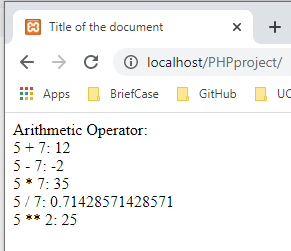 Title of the document
localhost/PHPproject/
Apps BriefCase GitHub UC
Arithmetic Operator:
5 + 7: 12
5 - 7: -2
5 * 7: 35
5 / 7: 0.71428571428571
5 ** 2: 25